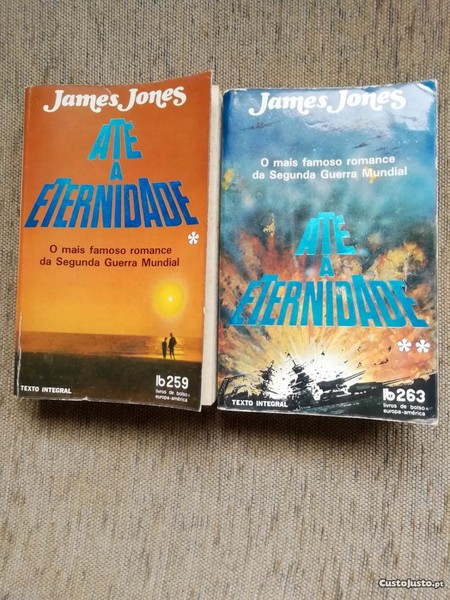 James Jones
ATE
A
ETERNIDADE
*
O mais famoso romance
da Segunda Guerra Mundial
TEXTO INTEGRAL
lb259
livros de bolso
europa-américa
James Jones
O mais famoso romance
da Segunda Guerra Mundial
ATE
A
ETERNIDADE
**
TEXTO INTEGRAL
lb263
livros de bolso
europa-américa
CustoJusto.pt